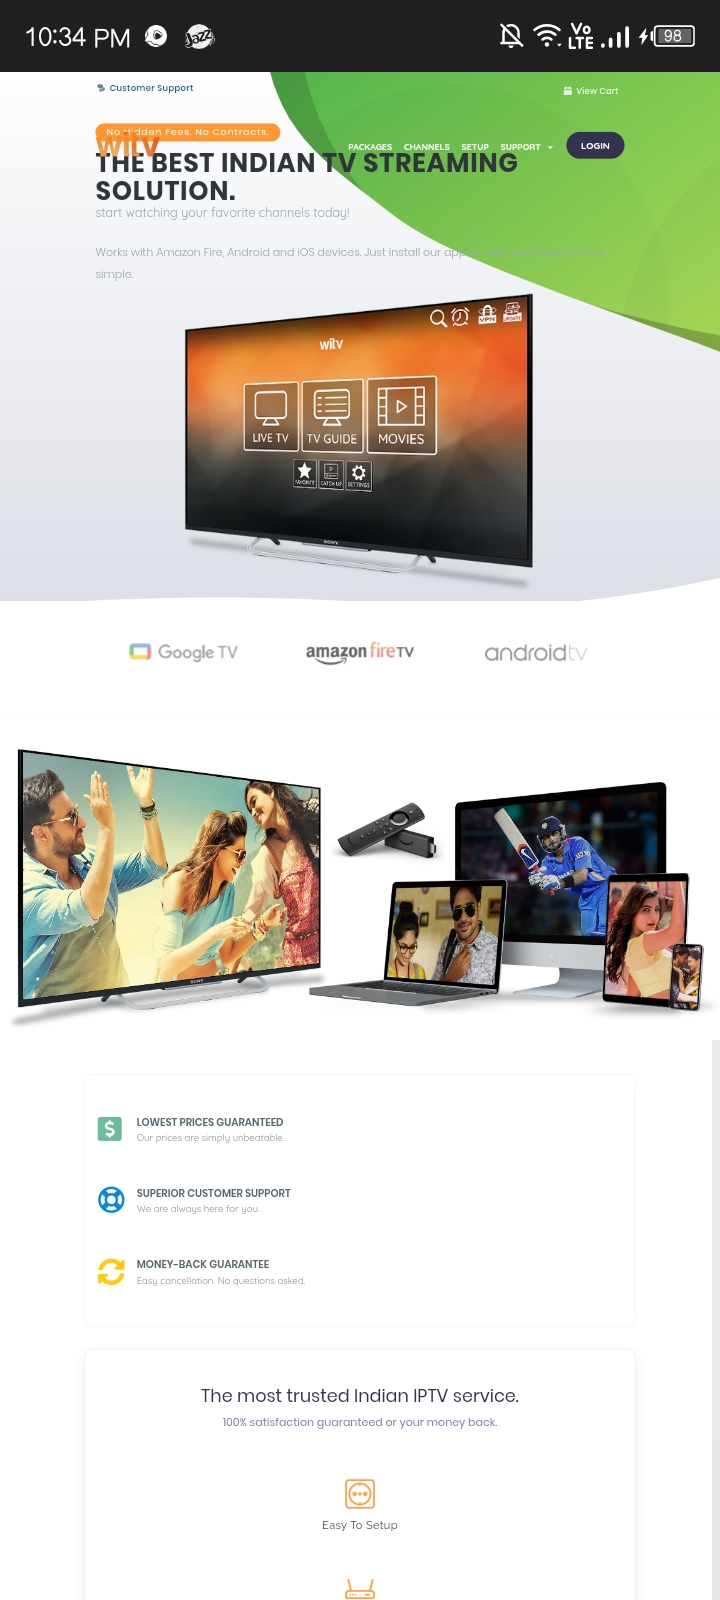 10:34 PM
Jazz
Vo
LTE
98
Customer Support
View Cart
No Hidden Fees. No Contracts.
witv
PACKAGES CHANNELS SETUP SUPPORT
LOGIN
THE BEST INDIAN TV STREAMING
SOLUTION.
start watching your favorite channels today!
Works with Amazon Fire, Android and iOS devices. Just install our
simple.
VPN
UPDATE
witv
LIVE TV
TV GUIDE
MOVIES
FAVORITE
CATCH UP
SETTINGS
SONY
Google TV
amazon fireTV
androidtv
SONY
LOWEST PRICES GUARANTEED
Our prices are simply unbeatable.
SUPERIOR CUSTOMER SUPPORT
We are always here for you.
MONEY-BACK GUARANTEE
Easy cancellation. No questions asked.
The most trusted Indian IPTV service.
100% satisfaction guaranteed or your money back.
Easy To Setup